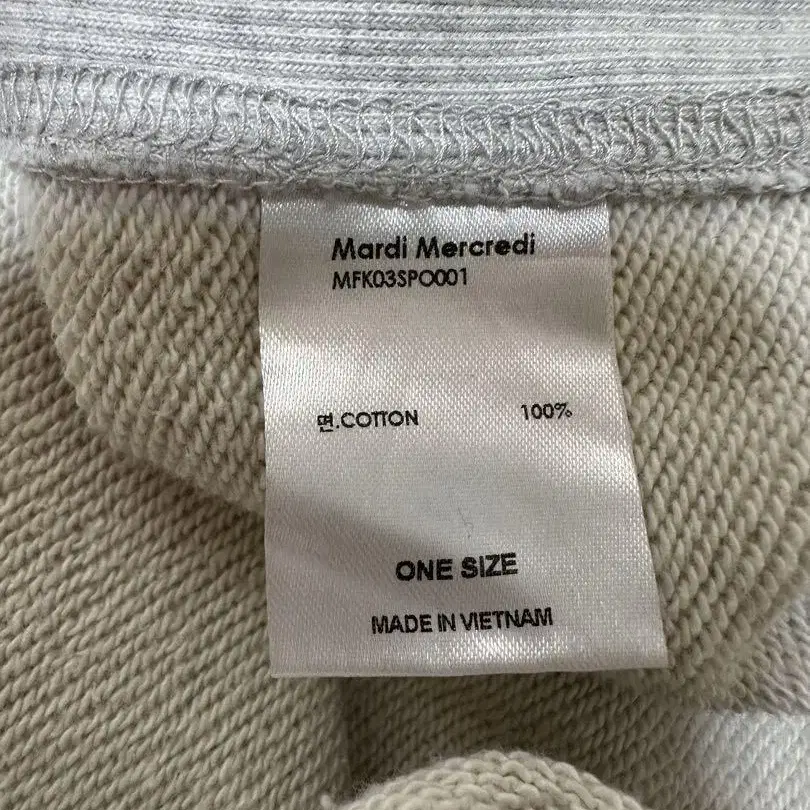 Mardi Mercredi
MFK03SPO001
면.COTTON 100%
ONE SIZE
MADE IN VIETNAM